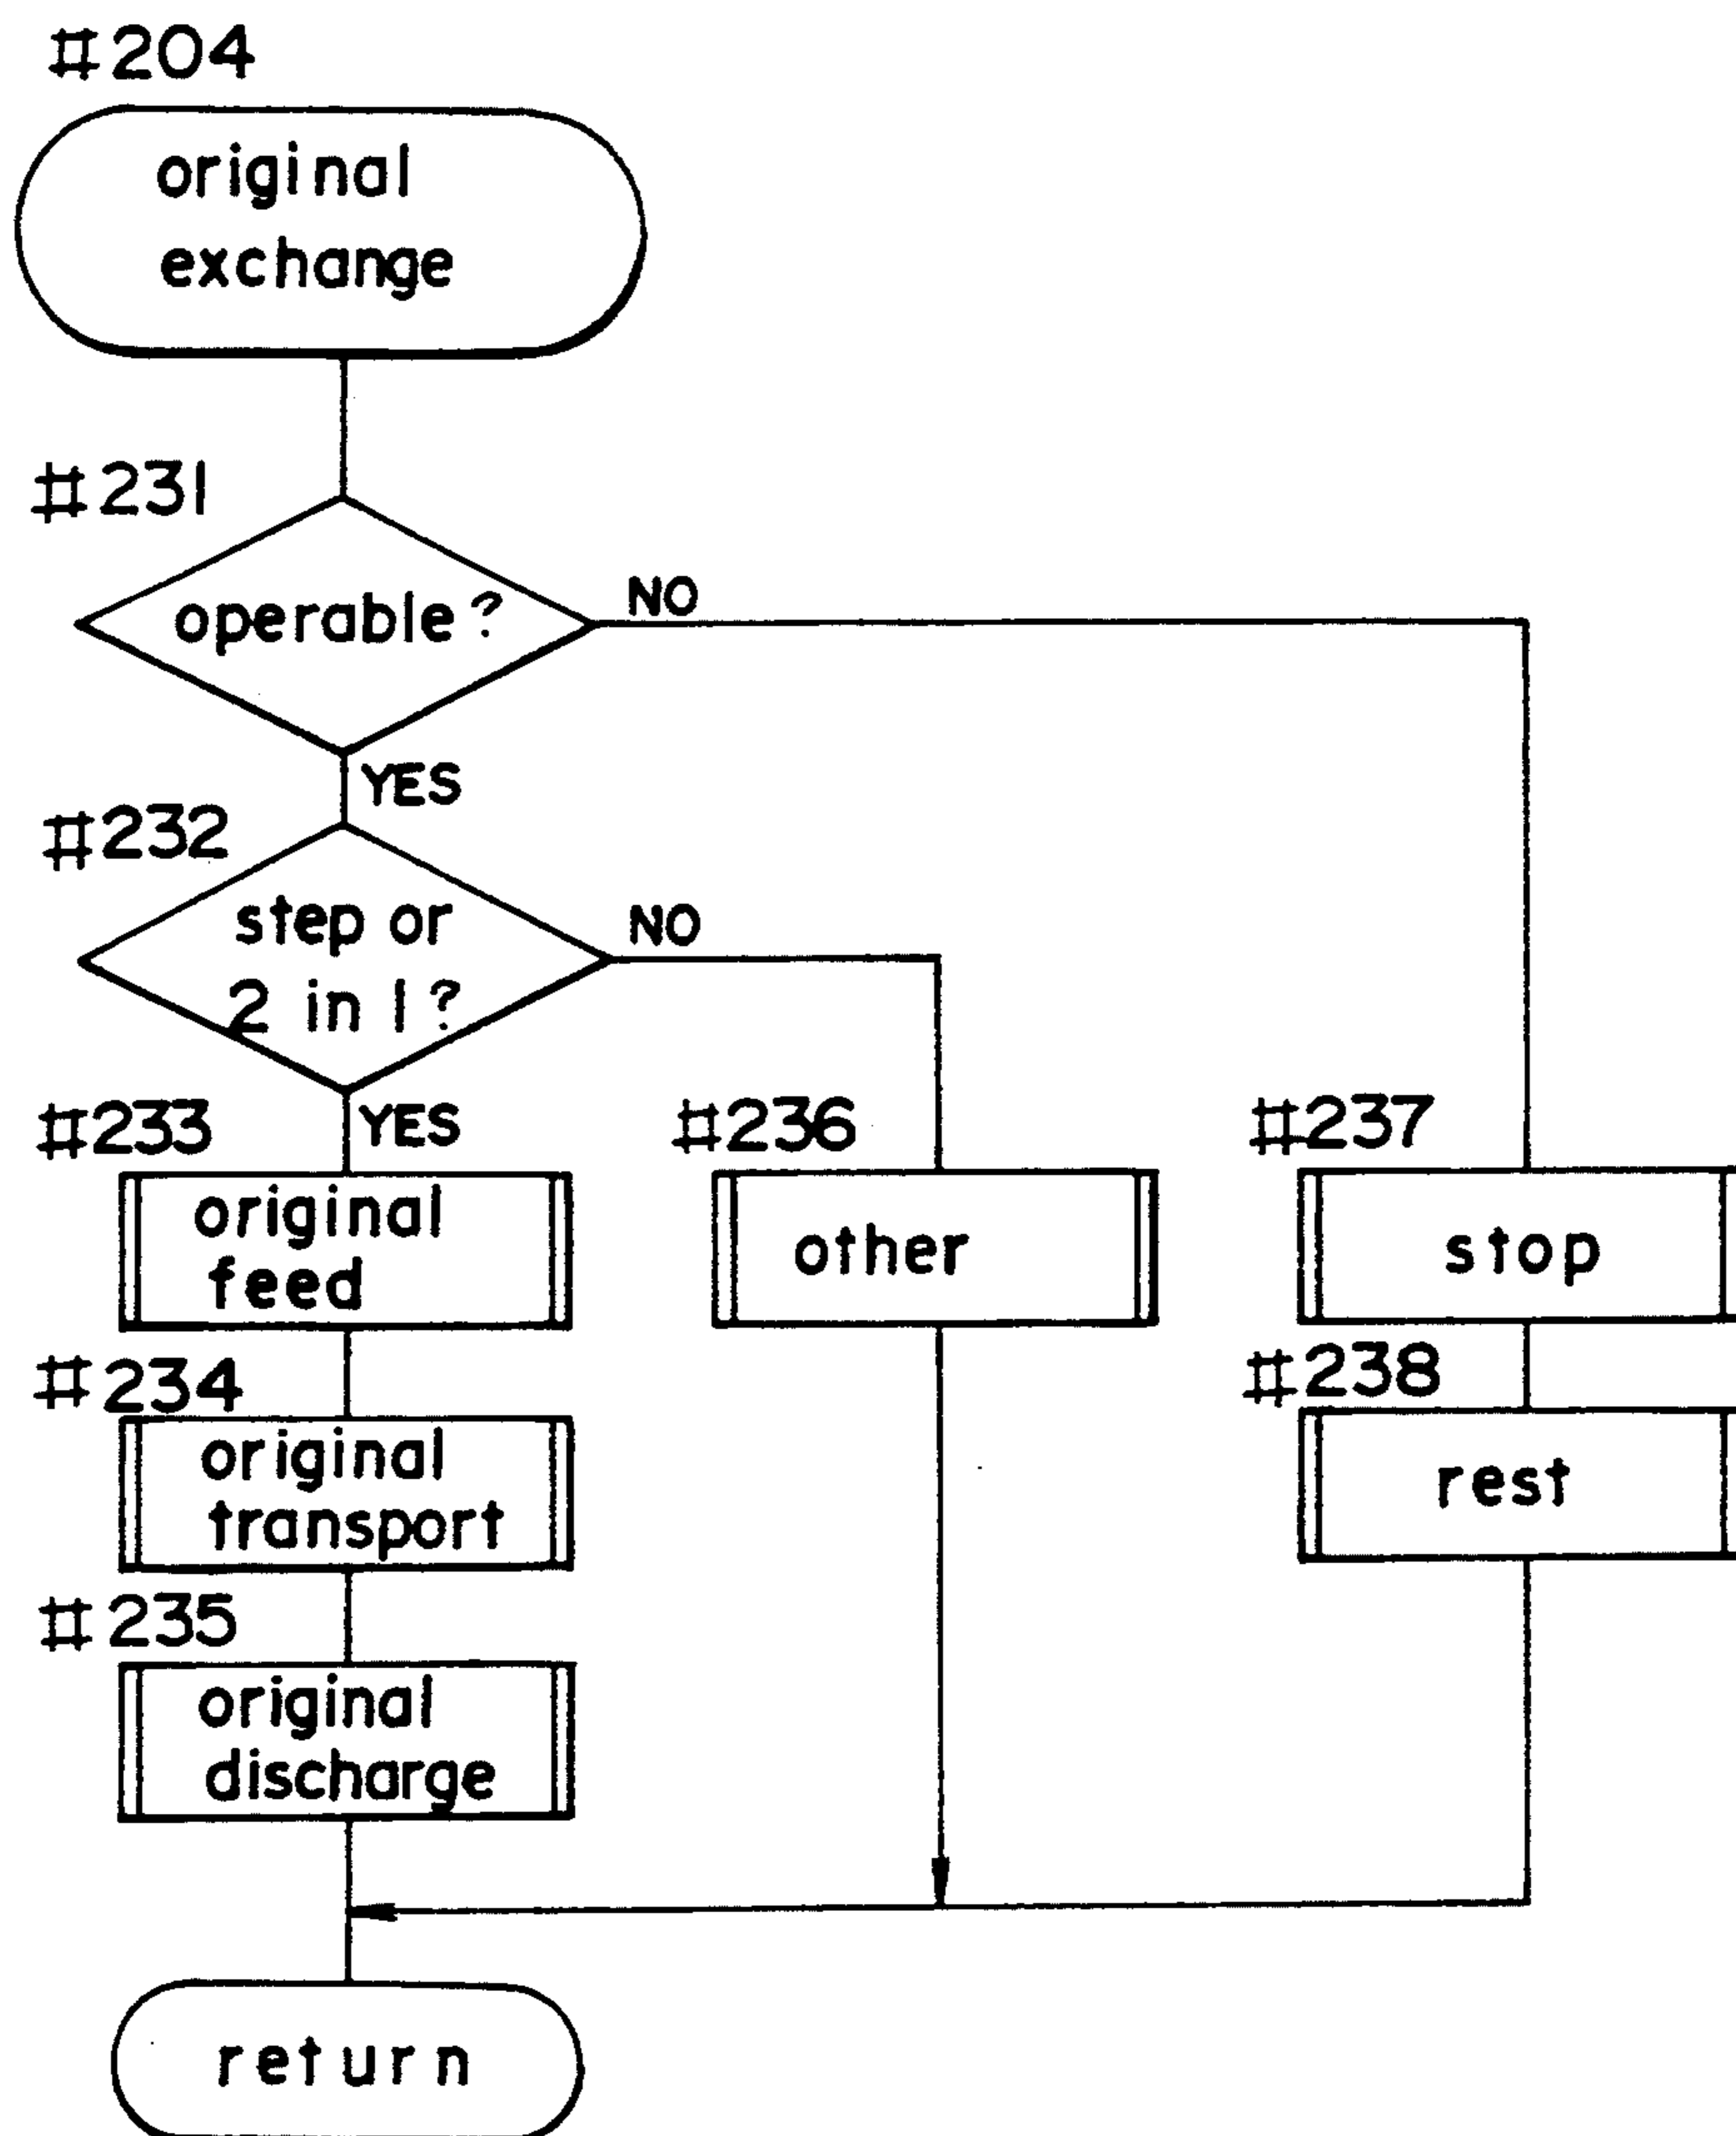 #204
original
exchange
#231
operable?
NO
YES
#232
step or
2 in 1?
NO
YES
#233
original
feed
#236
other
#237
stop
#234
original
transport
#238
rest
#235
original
discharge
return